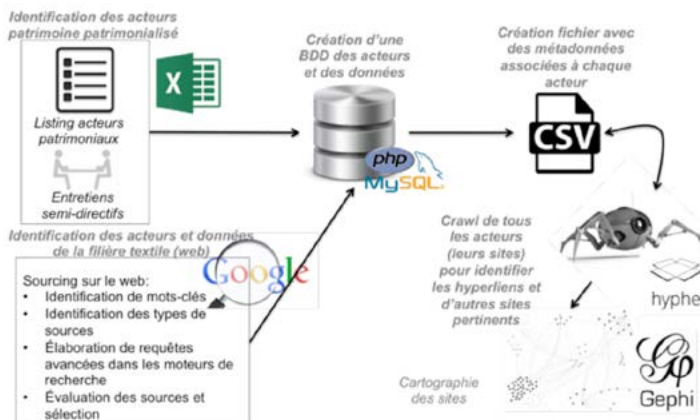 Identification des acteurs
patrimoine patrimonialisé
X
Listing acteurs
patrimoniaux
Entretiens
semi-directifs
Création d'une
BDD des acteurs
et des données
php
MySQL
Création fichier avec
des métadonnées
associées à chaque
acteur
CSV
Identification des acteurs et données
de la filière textile (web)
Google
Sourcing sur le web:
• Identification de mots-clés
• Identification des types de
sources
• Élaboration de requêtes
avancées dans les moteurs de
recherche
• Évaluation des sources et
sélection
Crawl de tous
les acteurs
(leurs sites)
pour identifier
les hyperliens et
d'autres sites
pertinents
hyphe
Cartographie
des sites
Gephi